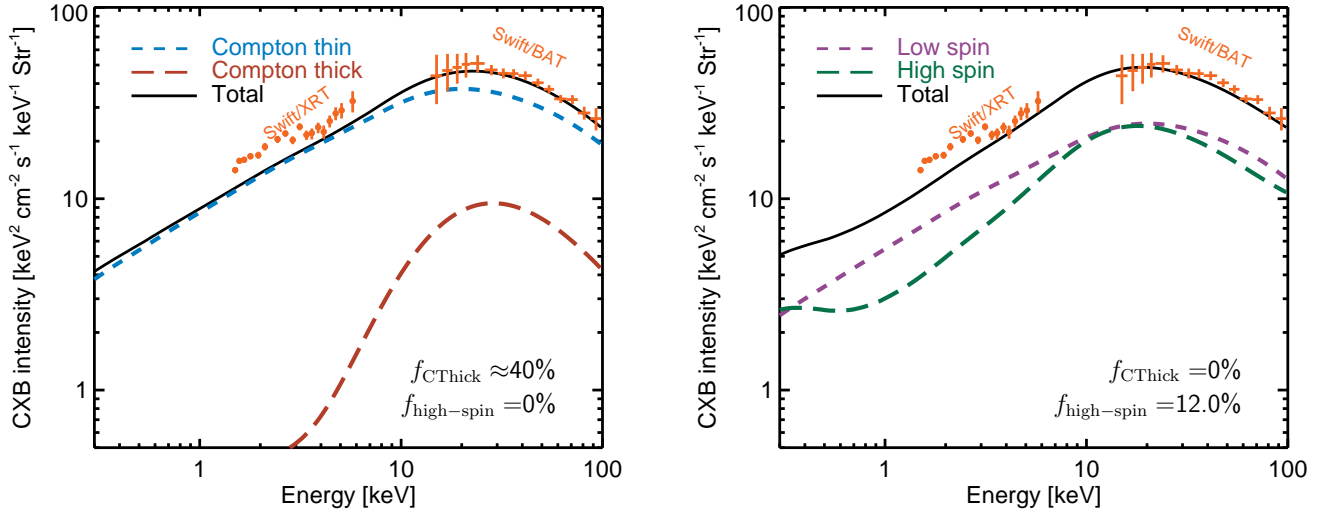 CXB intensity [keV² cm⁻² s⁻¹ keV⁻¹ Str⁻¹]
100
10
1
Compton thin
Compton thick
Total
Swift/XRT
Swift/BAT
f_CThick ≈40%
f_high−spin =0%
1 10 100
Energy [keV]
CXB intensity [keV² cm⁻² s⁻¹ keV⁻¹ Str⁻¹]
100
10
1
Low spin
High spin
Total
Swift/XRT
Swift/BAT
f_CThick =0%
f_high−spin =12.0%
1 10 100
Energy [keV]